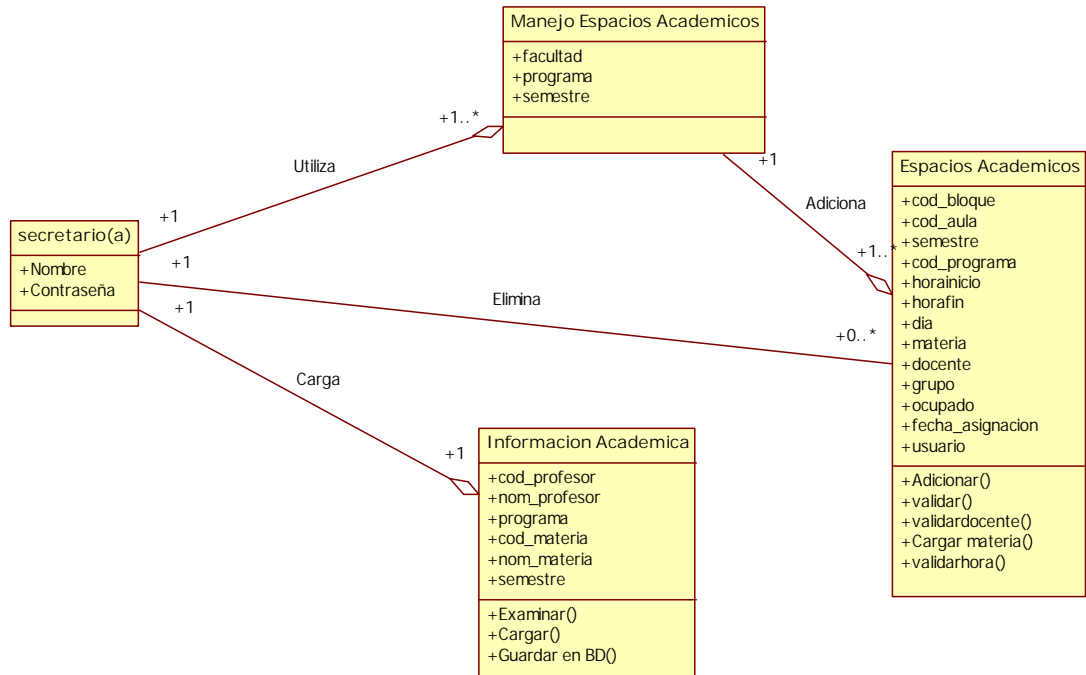 Manejo Espacios Academicos
+facultad
+programa
+semestre
+1..*
Utiliza
+1
+1
Adiciona
+1..*
Espacios Academicos
+cod_bloque
+cod_aula
+semestre
+cod_programa
+horainicio
+horafin
+dia
+materia
+docente
+grupo
+ocupado
+fecha_asignacion
+usuario
+Adicionar()
+validar()
+validardocente()
+Cargar materia()
+validarhora()
secretario(a)
+Nombre
+Contraseña
+1
Elimina
+0..*
+1
Carga
+1
Informacion Academica
+cod_profesor
+nom_profesor
+programa
+cod_materia
+nom_materia
+semestre
+Examinar()
+Cargar()
+Guardar en BD()